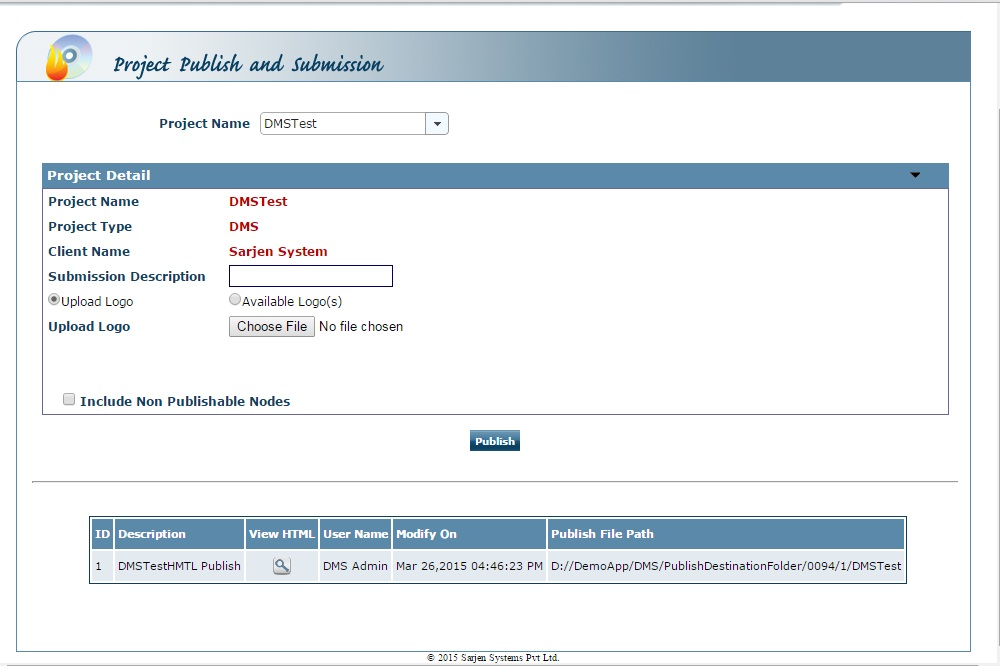 Project Publish and Submission
Project Name DMSTest
Project Detail
Project Name DMSTest
Project Type DMS
Client Name Sarjen System
Submission Description
Upload Logo Available Logo(s)
Upload Logo Choose File No file chosen
Include Non Publishable Nodes
Publish
ID Description View HTML User Name Modify On Publish File Path
1 DMSTestHMTL Publish DMS Admin Mar 26,2015 04:46:23 PM D://DemoApp/DMS/PublishDestinationFolder/0094/1/DMSTest
© 2015 Sarjen Systems Pvt Ltd.